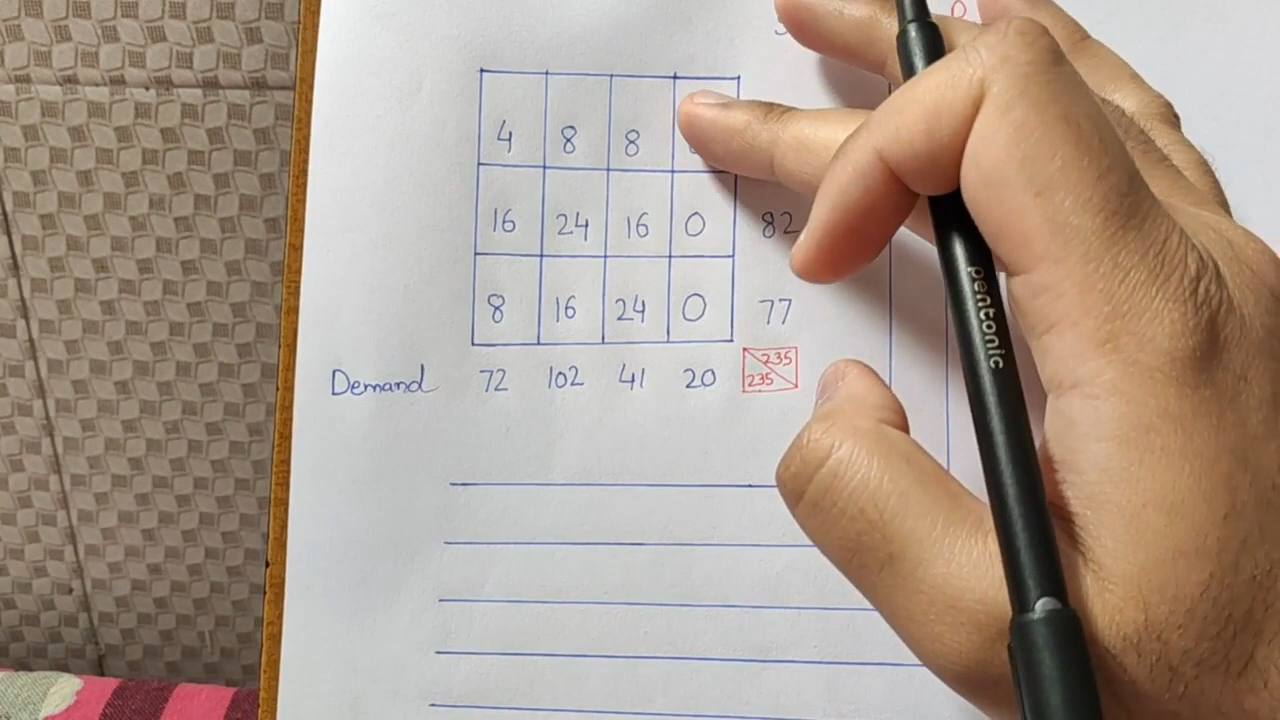 4 8 8
16 24 16 0 82
8 16 24 0 77
Demand 72 102 41 20 235
235
pentonic